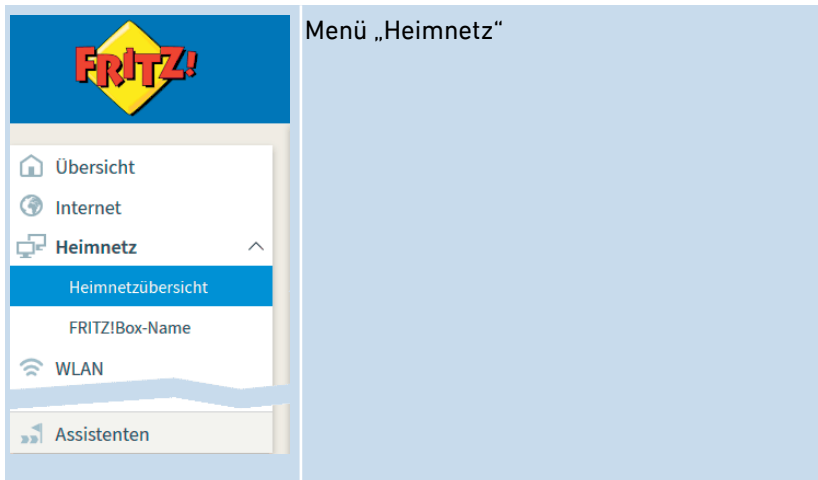 FRITZ!
Menü „Heimnetz“
Übersicht
Internet
Heimnetz
Heimnetzübersicht
FRITZ!Box-Name
WLAN
Assistenten